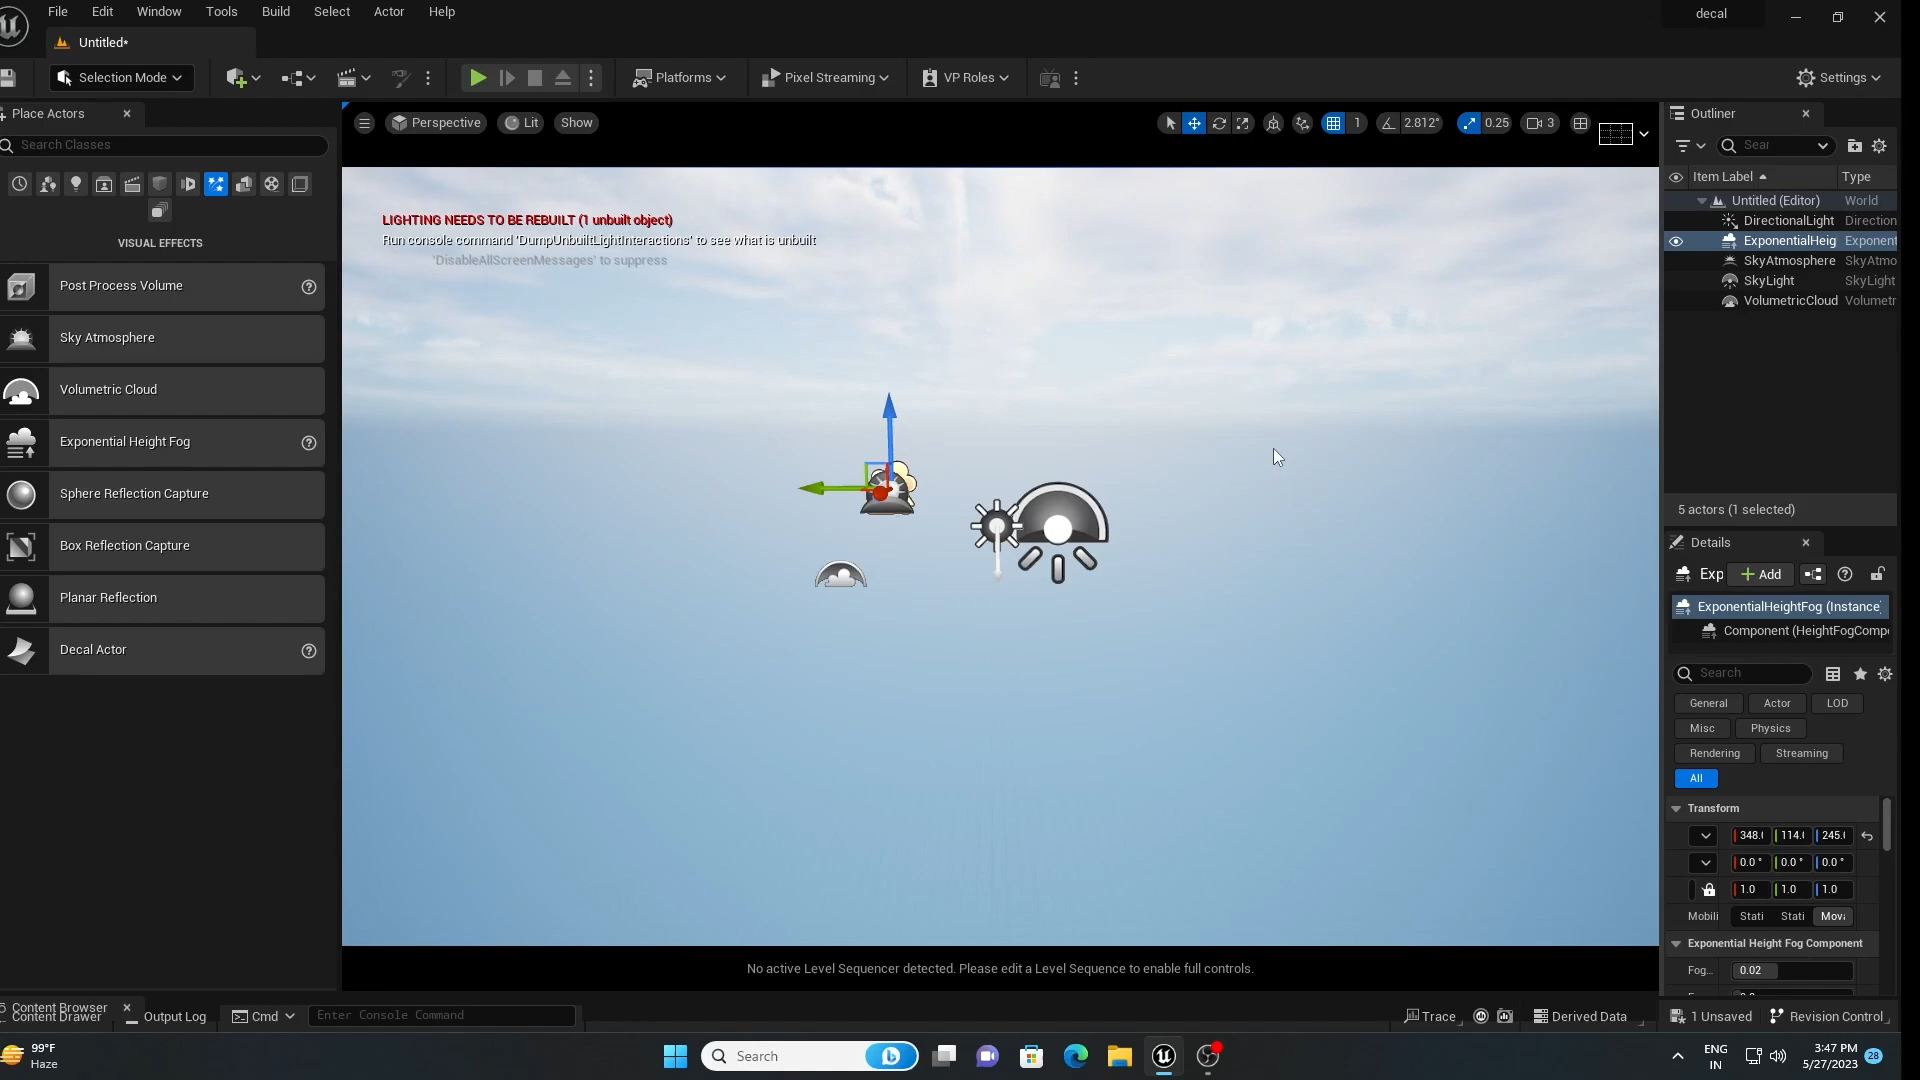 File Edit Window Tools Build Select Actor Help
decal
Untitled*
Selection Mode
Platforms
Pixel Streaming
VP Roles
Settings
Place Actors
Search Classes
VISUAL EFFECTS
Post Process Volume
Sky Atmosphere
Volumetric Cloud
Exponential Height Fog
Sphere Reflection Capture
Box Reflection Capture
Planar Reflection
Decal Actor
Perspective
Lit
Show
1
2.812°
0.25
3
LIGHTING NEEDS TO BE REBUILT (1 unbuilt object)
Run console command 'DumpUnbuiltLightInteractions' to see what is unbuilt
'DisableAllScreenMessages' to suppress
No active Level Sequencer detected. Please edit a Level Sequence to enable full controls.
Outliner
Sear
Item Label Type
Untitled (Editor) World
DirectionalLight Direction
ExponentialHeig Exponent
SkyAtmosphere SkyAtmo
SkyLight SkyLight
VolumetricCloud Volumetr
5 actors (1 selected)
Details
Exp
Add
ExponentialHeightFog (Instance)
Component (HeightFogCompo
Search
General Actor LOD
Misc Physics
Rendering Streaming
All
Transform
348.( 114.( 245.(
0.0 ° 0.0 ° 0.0 °
1.0 1.0 1.0
Mobili Stati Stati Mova
Exponential Height Fog Component
Fog... 0.02
Content Browser
Content Drawer
Output Log
Cmd
Enter Console Command
Trace
Derived Data
1 Unsaved
Revision Control
99°F
Haze
Search
ENG
IN
3:47 PM
5/27/2023
28